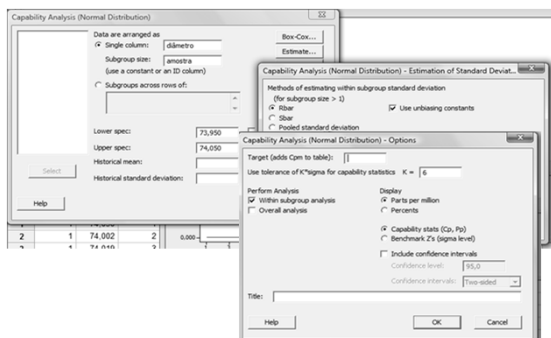 Capability Analysis (Normal Distribution)
Data are arranged as
Single column: diâmetro
Subgroup size: amostra
(use a constant or an ID column)
Subgroups across rows of:
Box-Cox...
Estimate...
Lower spec: 73,950
Upper spec: 74,050
Historical mean:
Historical standard deviation:
Select
Help
Capability Analysis (Normal Distribution) - Estimation of Standard Deviat...
Methods of estimating within subgroup standard deviation
(for subgroup size > 1)
Rbar
Use unbiasing constants
Sbar
Pooled standard deviation
Capability Analysis (Normal Distribution) - Options
Target (adds Cpm to table):
Use tolerance of K*sigma for capability statistics K = 6
Perform Analysis
Within subgroup analysis
Overall analysis
Display
Parts per million
Percents
Capability stats (Cp, Pp)
Benchmark Z's (sigma level)
Include confidence intervals
Confidence level: 95,0
Confidence intervals: Two-sided
Title:
Help
OK
Cancel
2 1 74,002 2
0.000